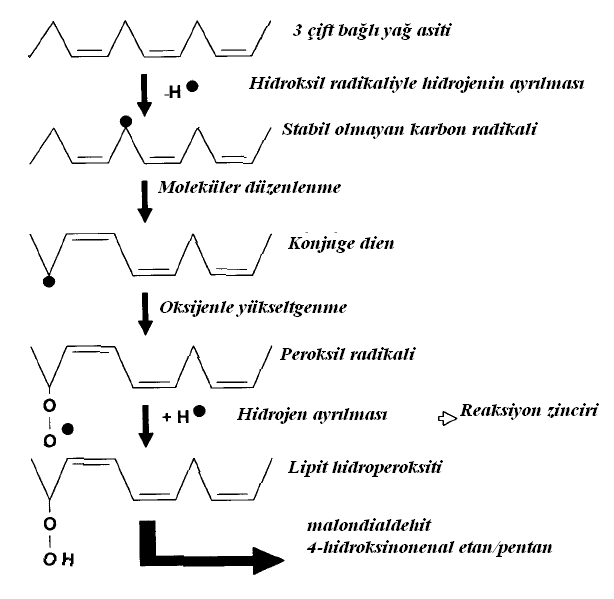 3 çift bağlı yağ asiti
-H
Hidroksil radikaliyle hidrojenin ayrılması
Stabil olmayan karbon radikali
Moleküler düzenlenme
Konjuge dien
Oksijenle yükseltgenme
Peroksil radikali
O
O
+ H
Hidrojen ayrılması
Reaksiyon zinciri
Lipit hidroperoksiti
O
OH
malondialdehit
4-hidroksinonenal etan/pentan